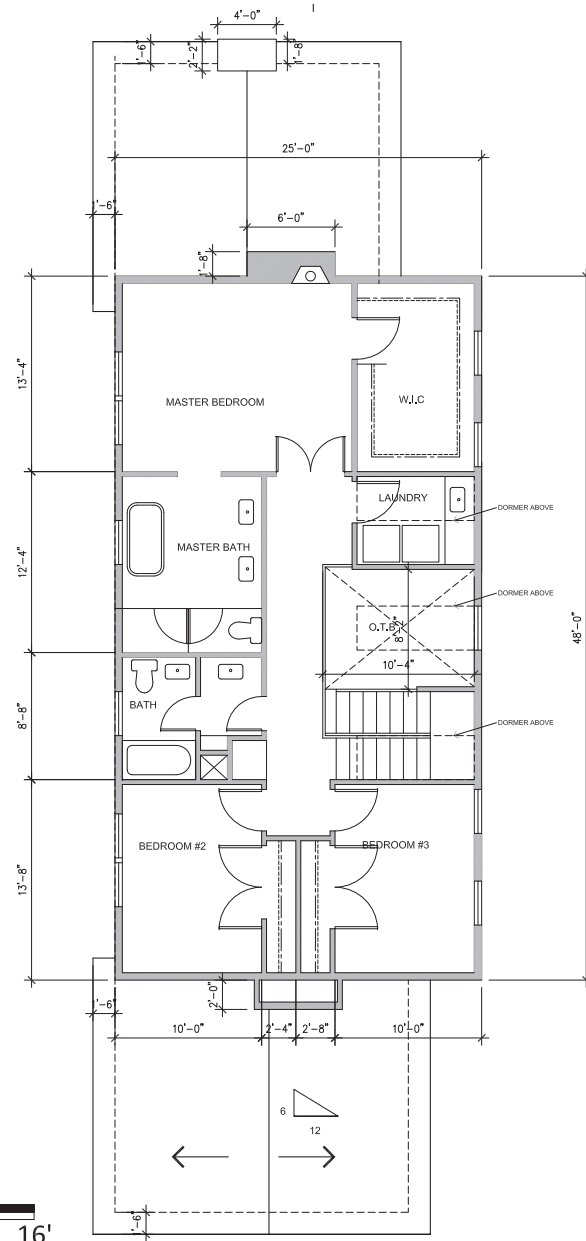 4'-0"
1'-6"
2'-2"
1'-8"
25'-0"
1'-6"
6'-0"
1'-8"
13'-4"
MASTER BEDROOM
W.I.C
LAUNDRY
DORMER ABOVE
MASTER BATH
12'-4"
DORMER ABOVE
O.T.B.
8'-2"
48'-0"
10'-4"
8'-8"
BATH
DORMER ABOVE
BEDROOM #2
BEDROOM #3
13'-8"
1'-6"
2'-0"
10'-0"
2'-4"
2'-8"
10'-0"
6
12
1'-6"
16'